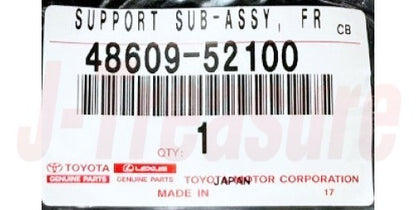 SUPPORT SUB-ASSY, FR
CB
48609-52100
QTY: 1
TOYOTA LEXUS
GENUINE PARTS GENUINE PARTS TOYOTA MOTOR CORPORATION
MADE IN JAPAN 17
J-Treasure